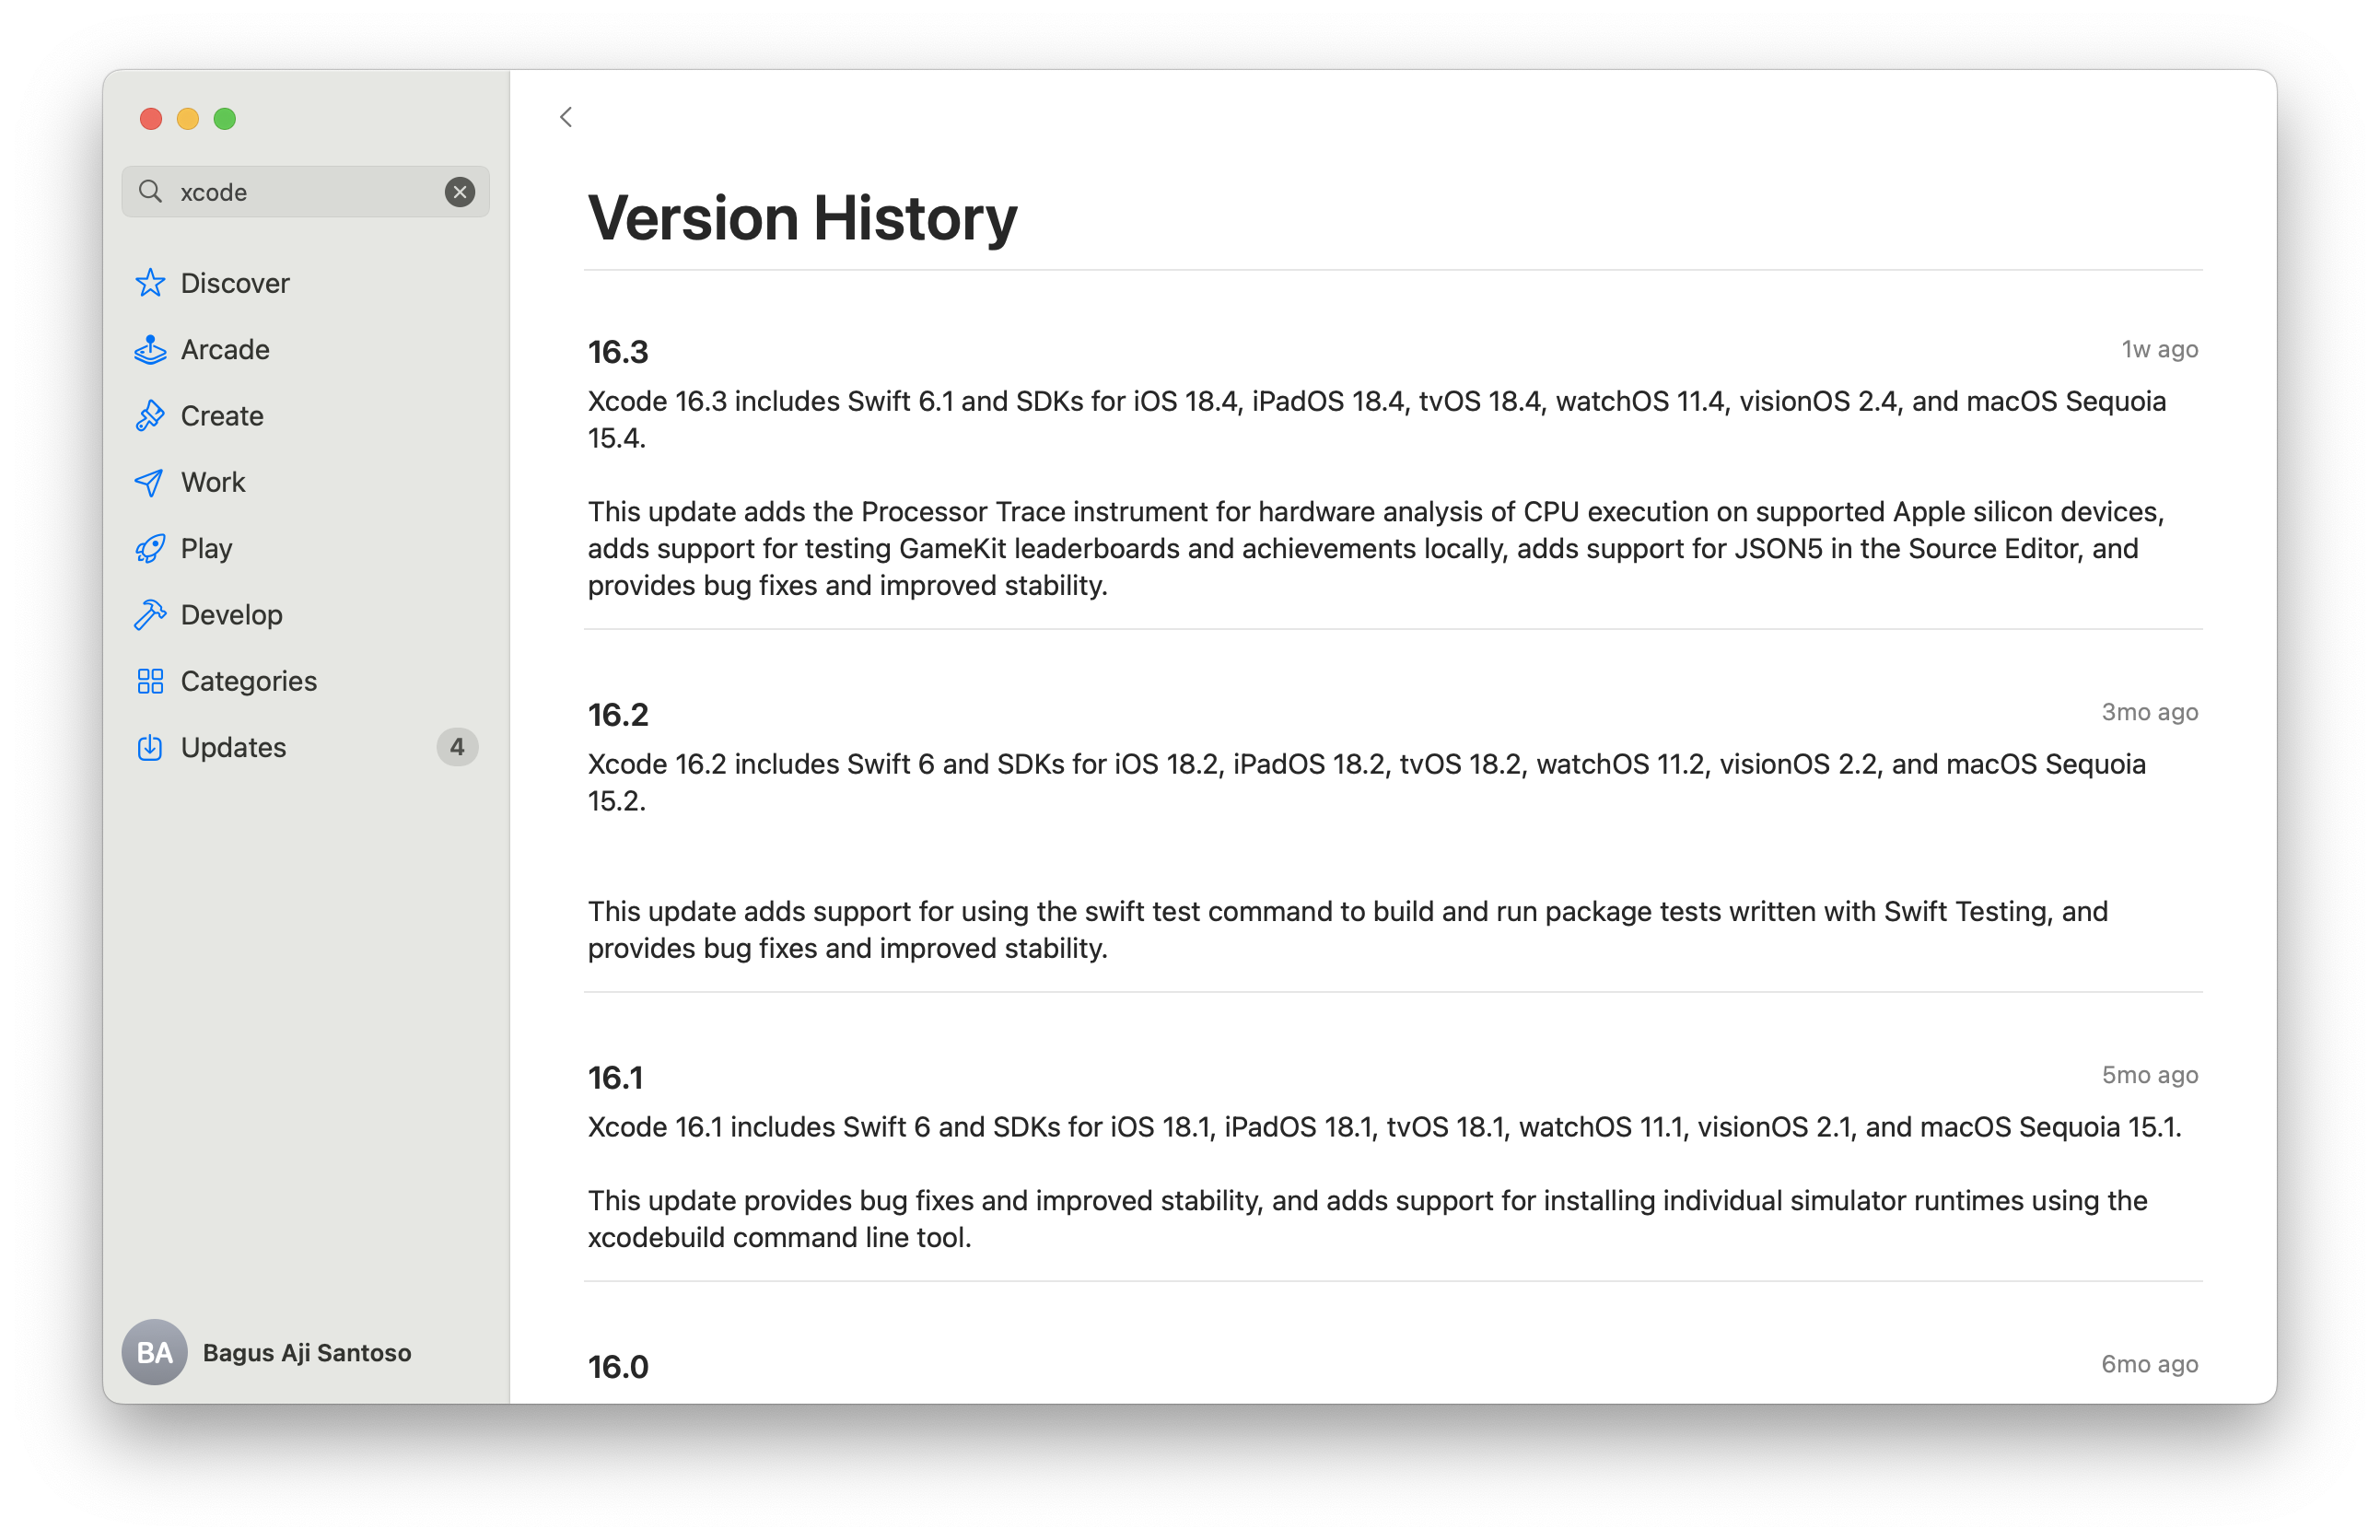 xcode
Discover
Arcade
Create
Work
Play
Develop
Categories
Updates 4
BA Bagus Aji Santoso
Version History
16.3 1w ago
Xcode 16.3 includes Swift 6.1 and SDKs for iOS 18.4, iPadOS 18.4, tvOS 18.4, watchOS 11.4, visionOS 2.4, and macOS Sequoia
15.4.
This update adds the Processor Trace instrument for hardware analysis of CPU execution on supported Apple silicon devices,
adds support for testing GameKit leaderboards and achievements locally, adds support for JSON5 in the Source Editor, and
provides bug fixes and improved stability.
16.2 3mo ago
Xcode 16.2 includes Swift 6 and SDKs for iOS 18.2, iPadOS 18.2, tvOS 18.2, watchOS 11.2, visionOS 2.2, and macOS Sequoia
15.2.
This update adds support for using the swift test command to build and run package tests written with Swift Testing, and
provides bug fixes and improved stability.
16.1 5mo ago
Xcode 16.1 includes Swift 6 and SDKs for iOS 18.1, iPadOS 18.1, tvOS 18.1, watchOS 11.1, visionOS 2.1, and macOS Sequoia 15.1.
This update provides bug fixes and improved stability, and adds support for installing individual simulator runtimes using the
xcodebuild command line tool.
16.0 6mo ago